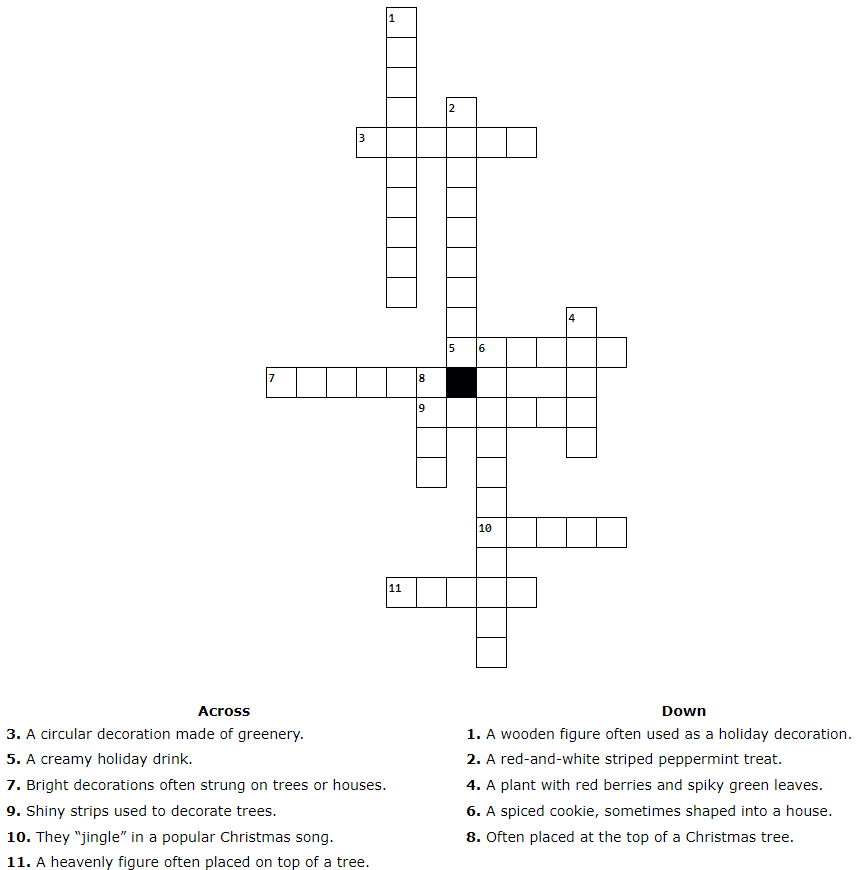 1
2
3
4
5 6
7 8
9
10
11
Across Down
3. A circular decoration made of greenery. 1. A wooden figure often used as a holiday decoration.
5. A creamy holiday drink. 2. A red-and-white striped peppermint treat.
7. Bright decorations often strung on trees or houses. 4. A plant with red berries and spiky green leaves.
9. Shiny strips used to decorate trees. 6. A spiced cookie, sometimes shaped into a house.
10. They “jingle” in a popular Christmas song. 8. Often placed at the top of a Christmas tree.
11. A heavenly figure often placed on top of a tree.